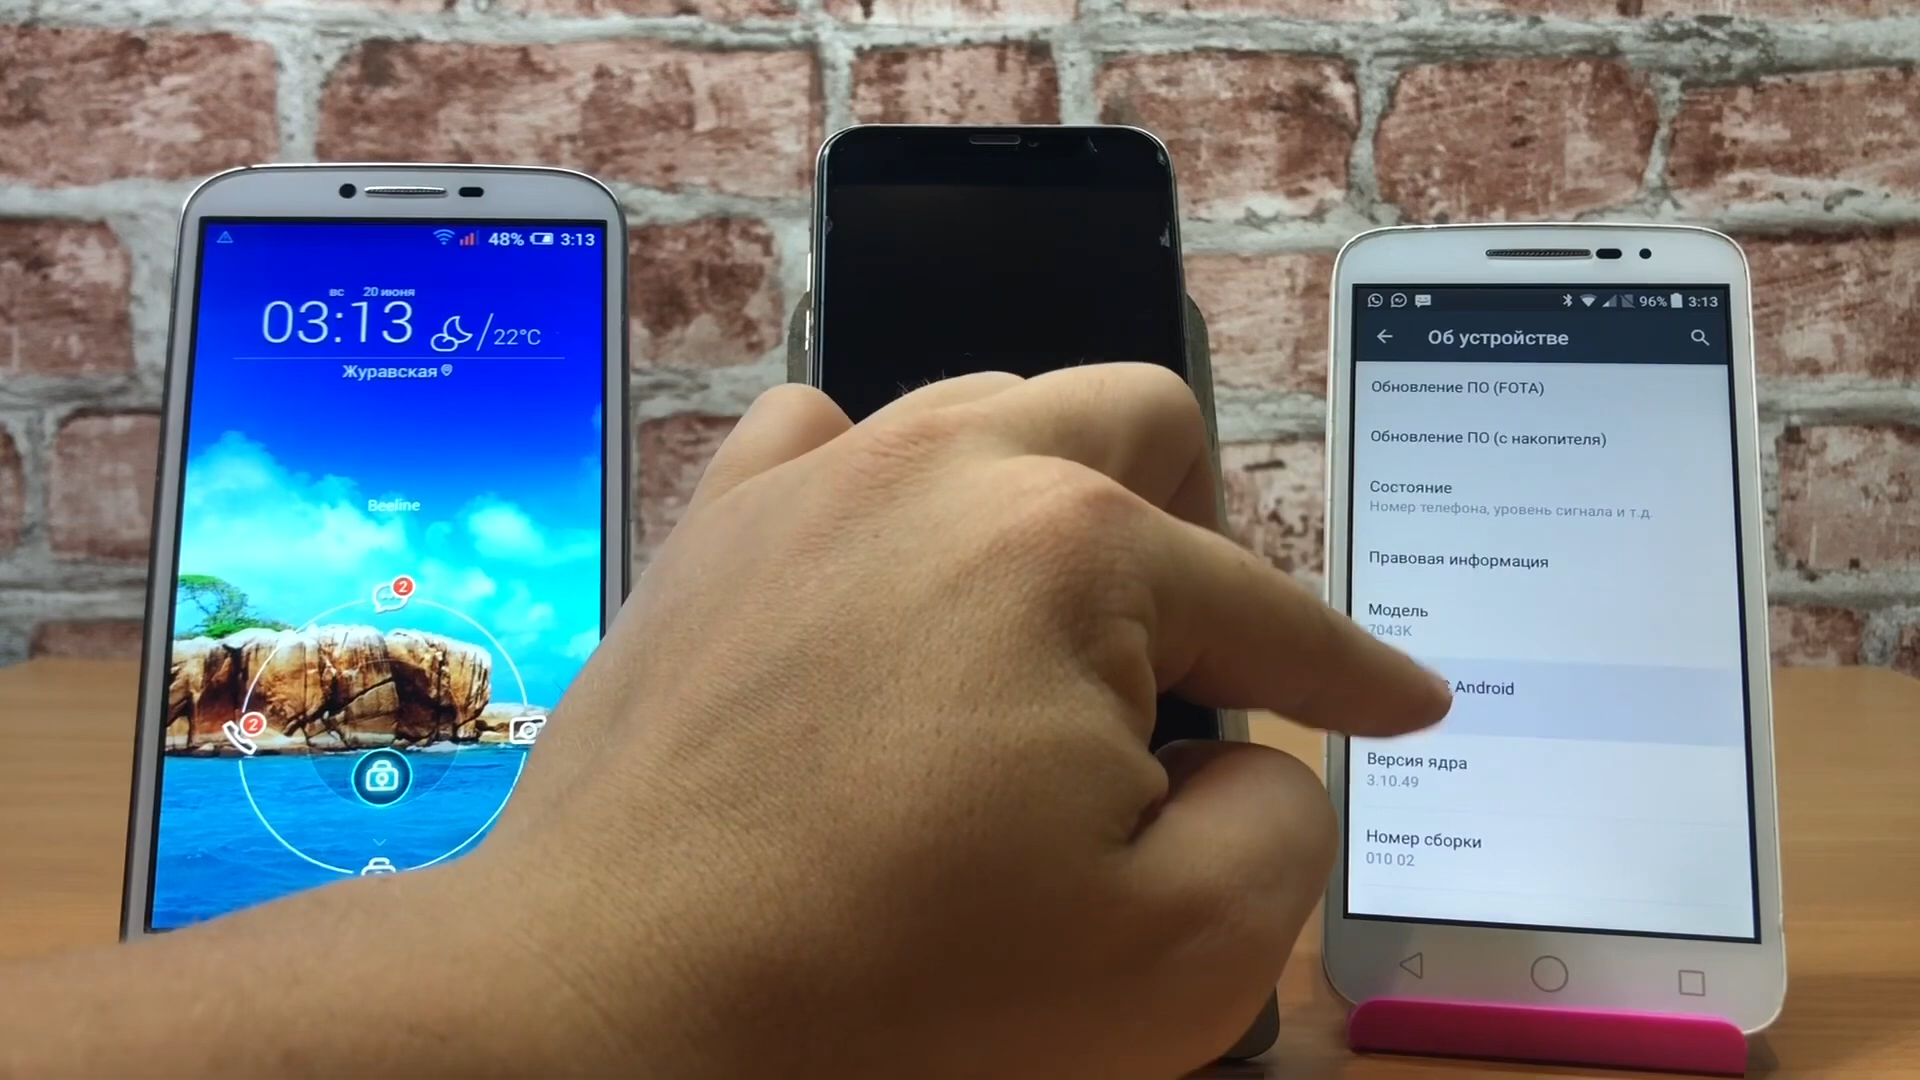 48% 3:13
вс 20 июня
03:13
22°C
Журавская
Beeline
2
2
96% 3:13
Об устройстве
Обновление ПО (FOTA)
Обновление ПО (с накопителя)
Состояние
Номер телефона, уровень сигнала и т.д.
Правовая информация
Модель
7043K
Android
Версия ядра
3.10.49
Номер сборки
010 02